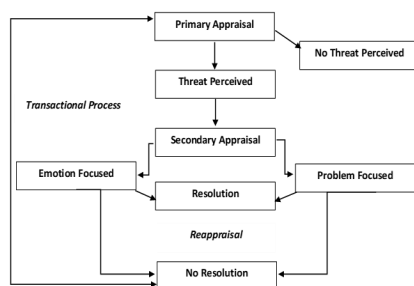 Primary Appraisal
No Threat Perceived
Threat Perceived
Transactional Process
Secondary Appraisal
Emotion Focused
Problem Focused
Resolution
Reappraisal
No Resolution